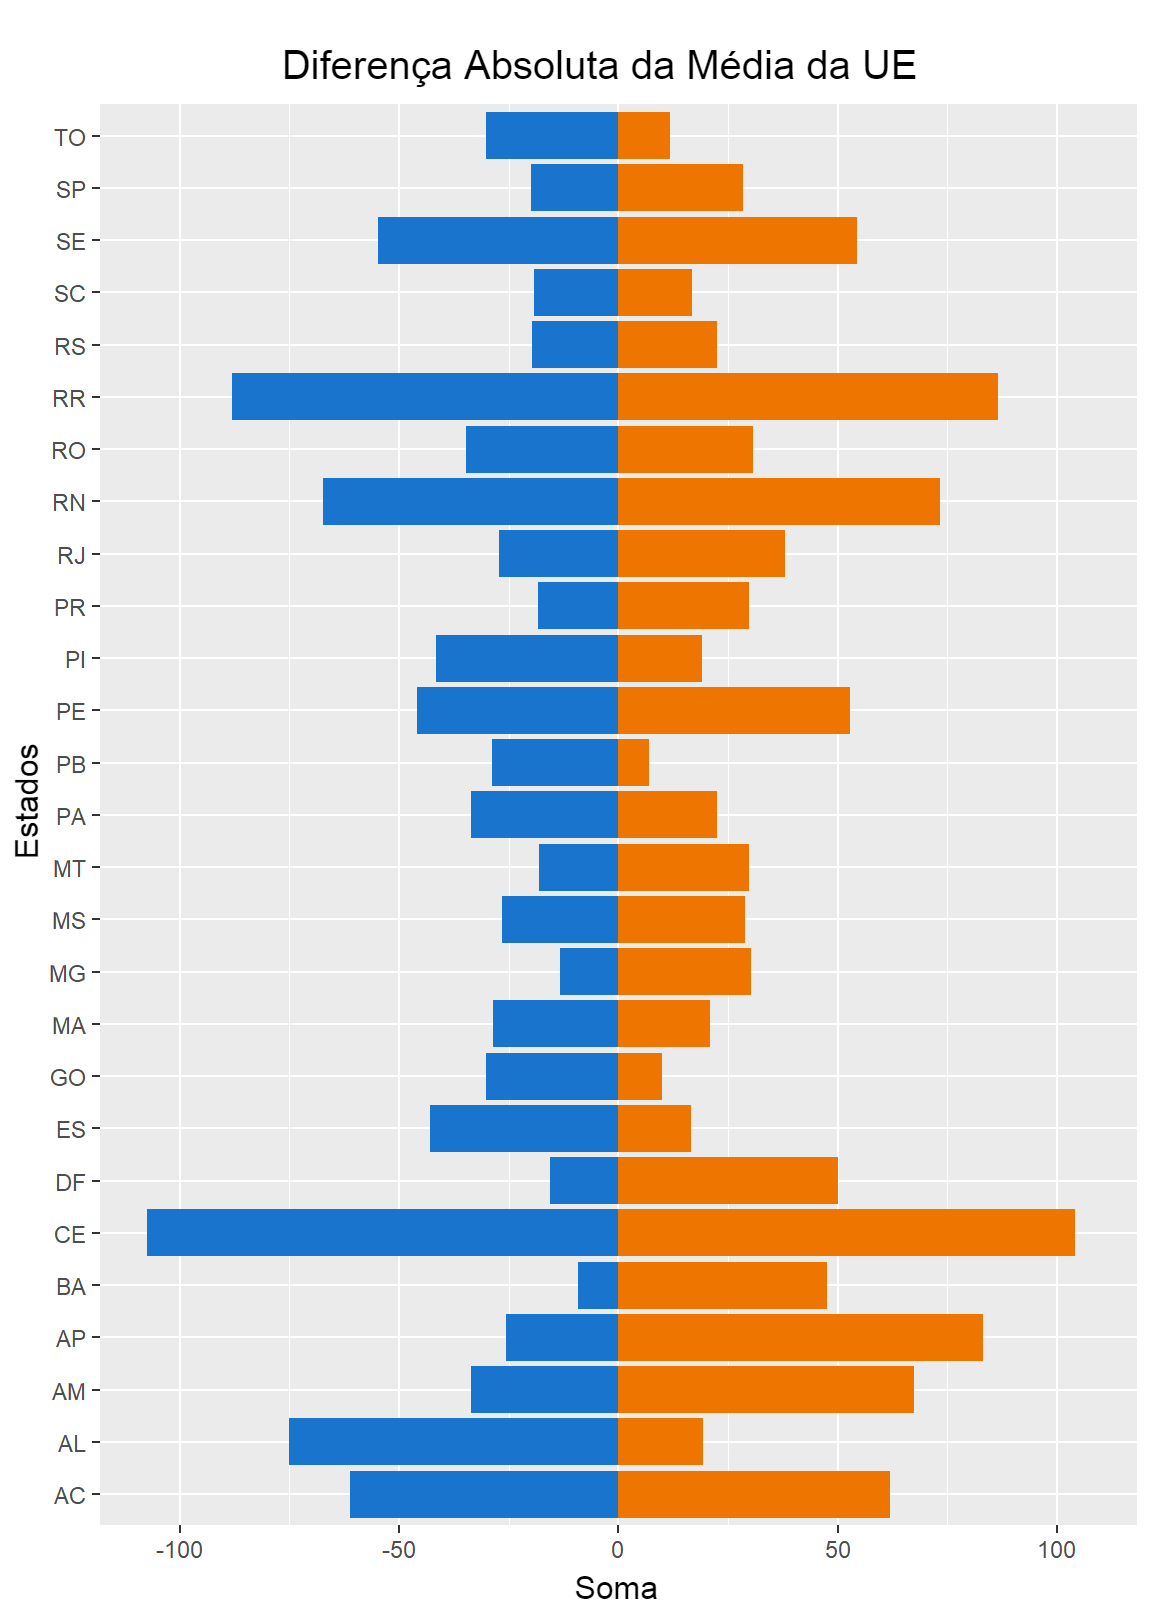 Diferença Absoluta da Média da UE
TO
SP
SE
SC
RS
RR
RO
RN
RJ
PR
PI
PE
PB
PA
MT
MS
MG
MA
GO
ES
DF
CE
BA
AP
AM
AL
AC
Estados
-100 -50 0 50 100
Soma